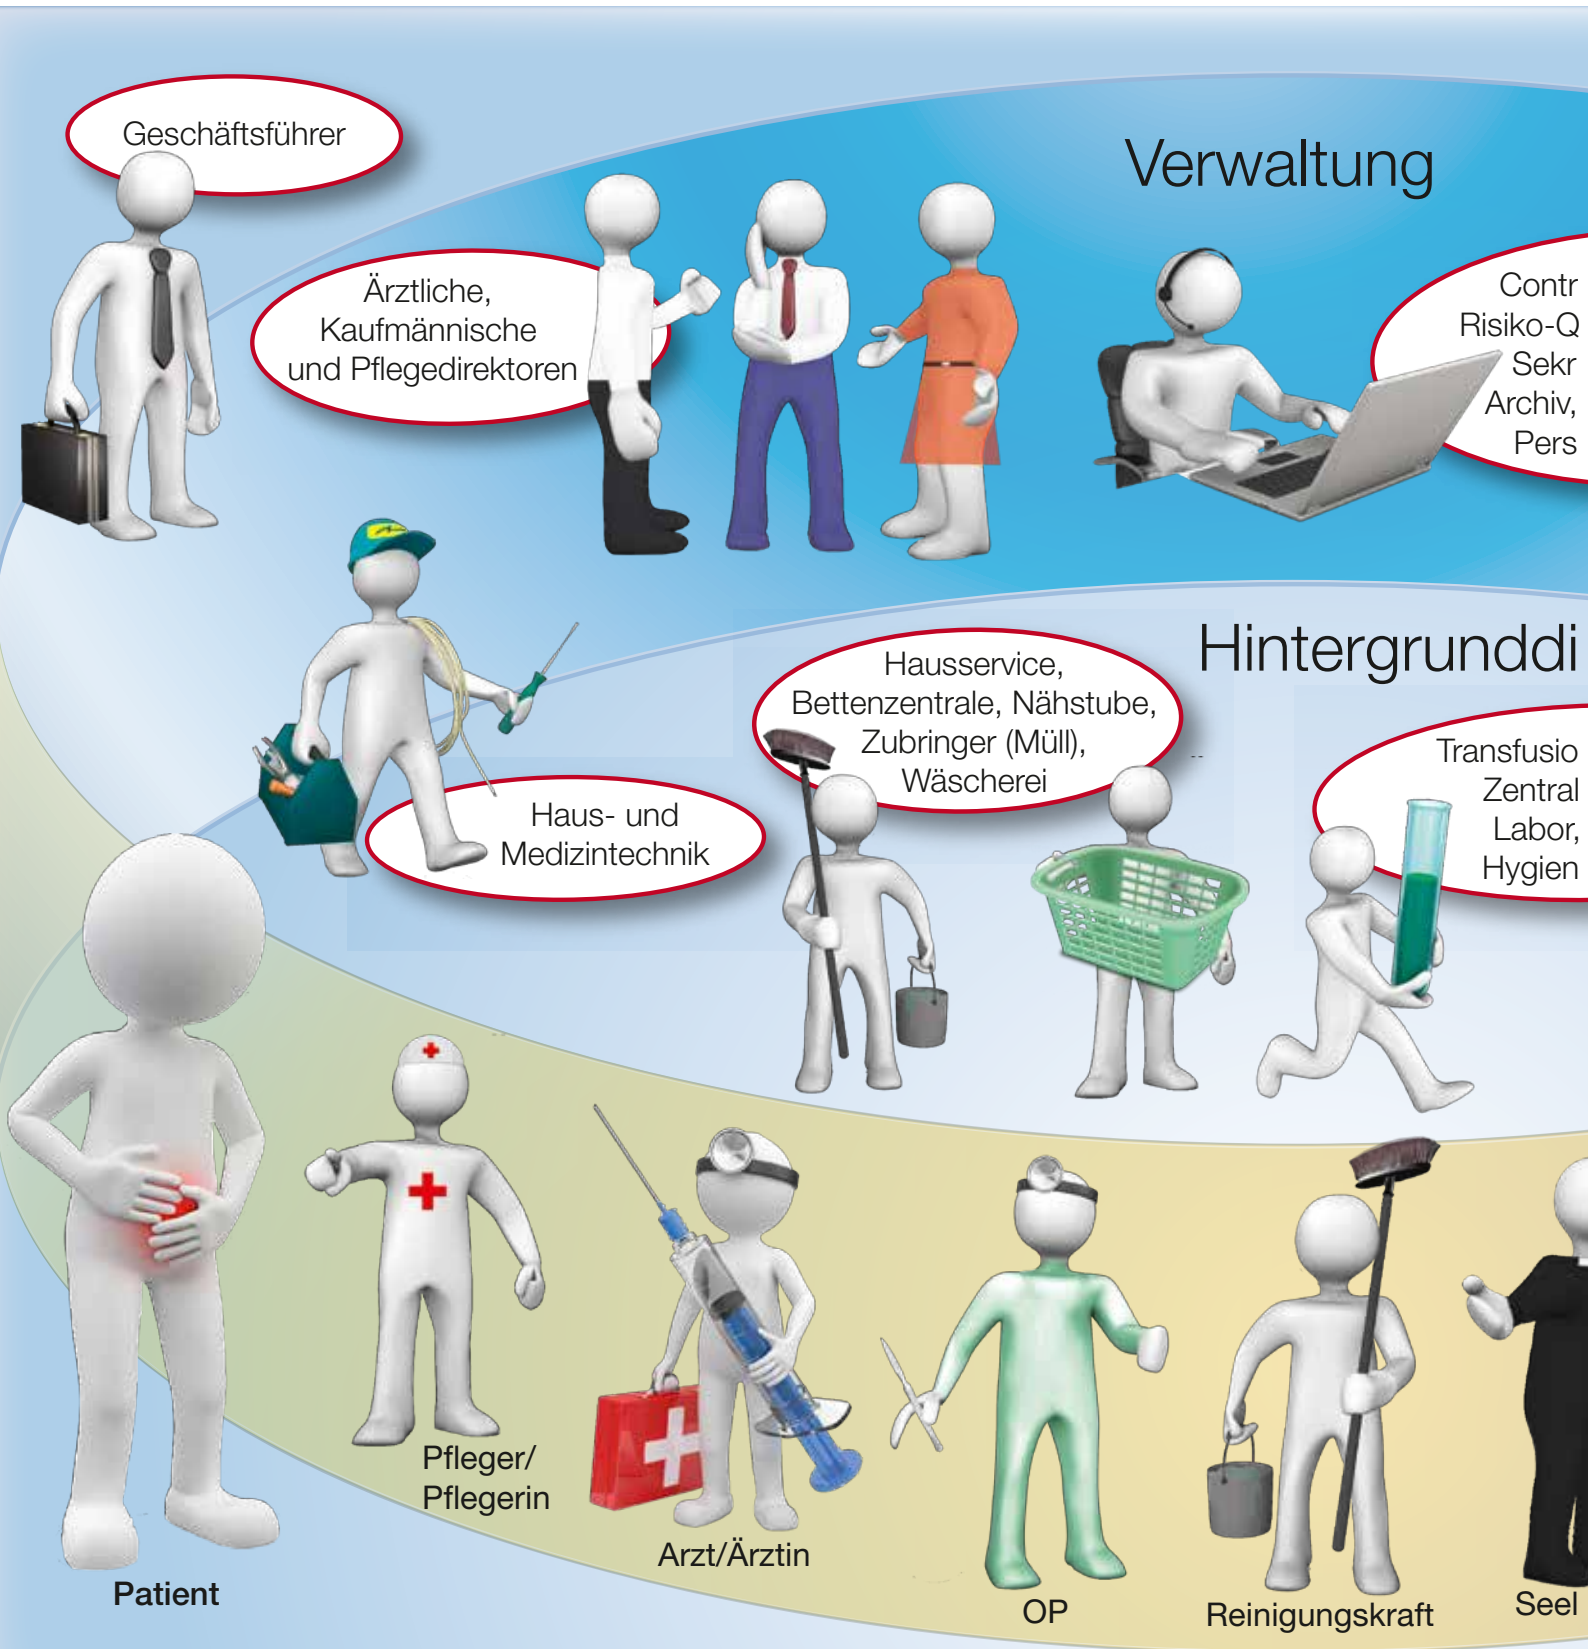 Geschäftsführer
Verwaltung
Ärztliche,
Kaufmännische
und Pflegedirektoren
Contr
Risiko-Q
Sekr
Archiv,
Pers
Hintergrunddi
Hausservice,
Bettenzentrale, Nähstube,
Zubringer (Müll),
Wäscherei
Transfusio
Zentral
Labor,
Hygien
Haus- und
Medizintechnik
Pfleger/
Pflegerin
Arzt/Ärztin
Patient
OP
Reinigungskraft
Seel